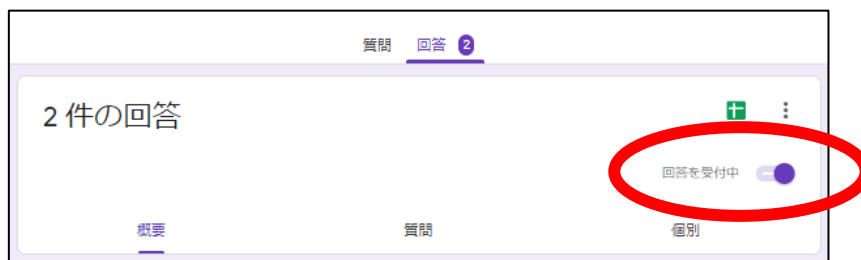 質問 回答 2
2 件の回答
回答を受付中
概要 質問 個別